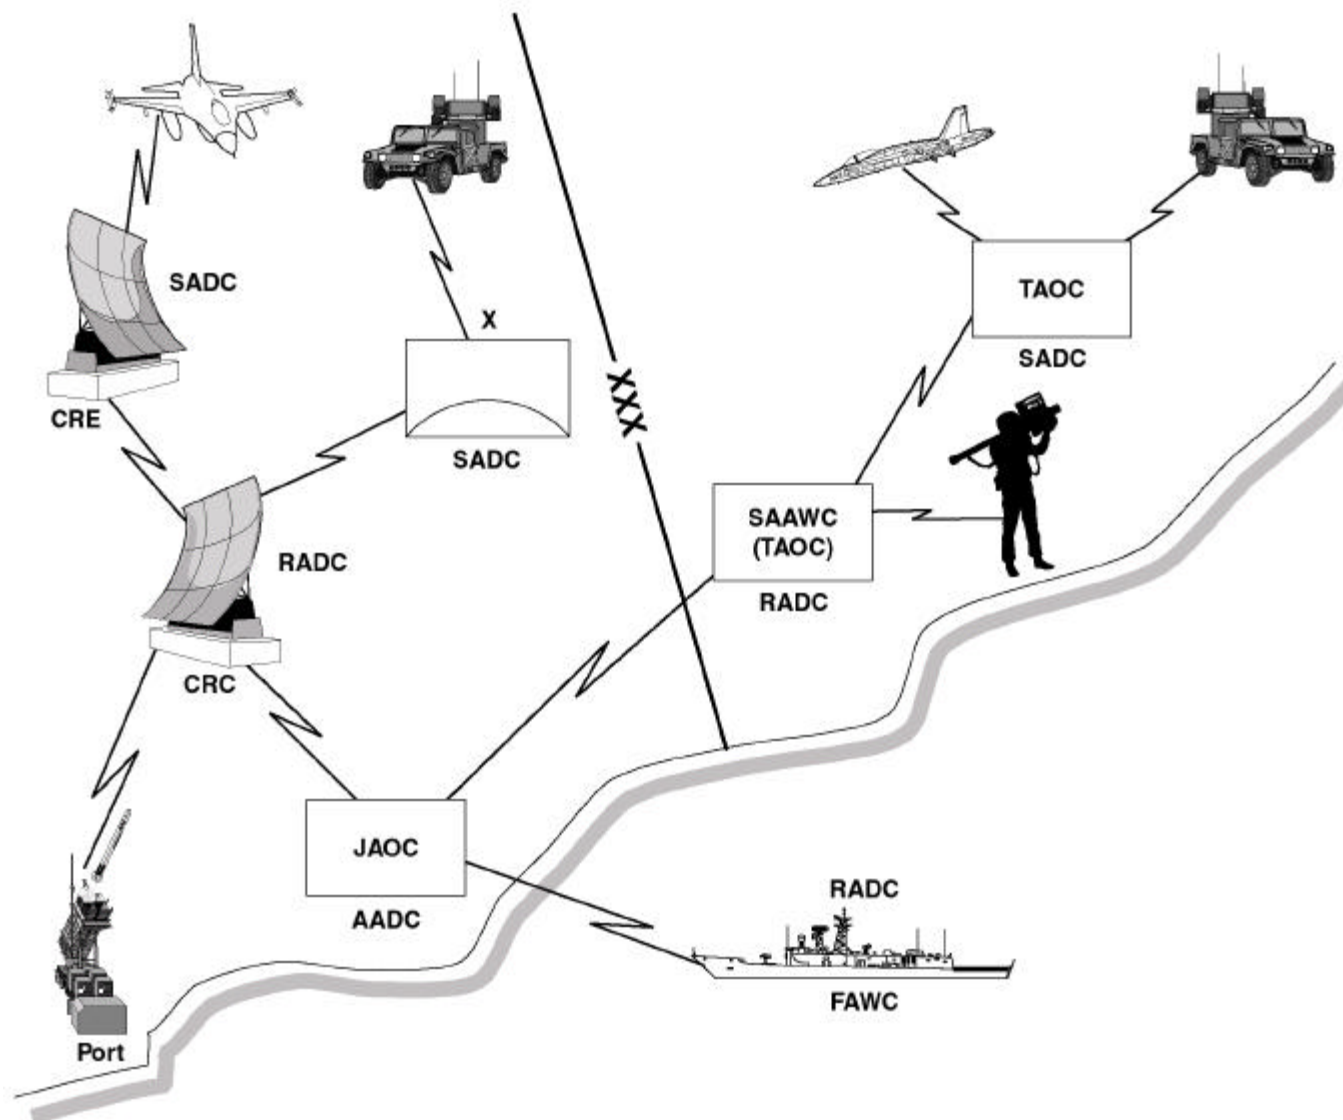 SADC
X
TAOC
SADC
CRE
XXX
SADC
SAAWC
(TAOC)
RADC
RADC
CRC
JAOC
AADC
RADC
FAWC
Port